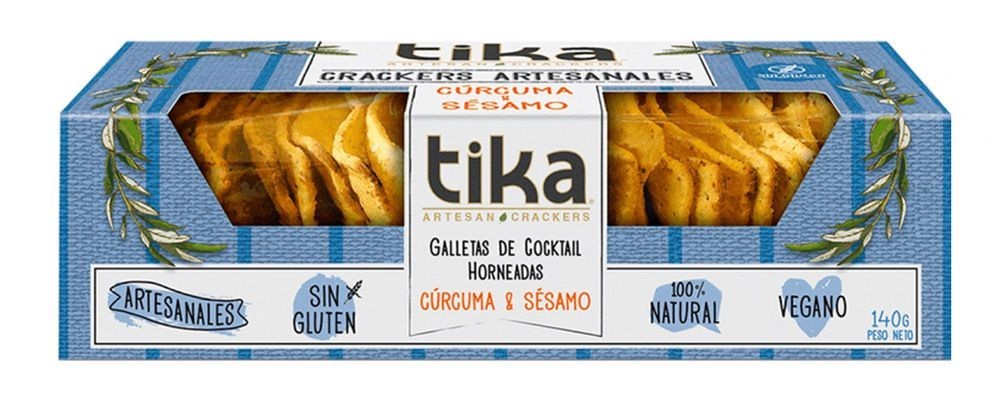 tika
ARTESAN CRACKERS
CRACKERS ARTESANALES
CÚRCUMA
&
SÉSAMO
tika®
ARTESAN CRACKERS
GALLETAS DE COCKTAIL
HORNEADAS
CÚRCUMA & SÉSAMO
ARTESANALES
SIN
GLUTEN
100%
NATURAL
VEGANO
140G
PESO NETO